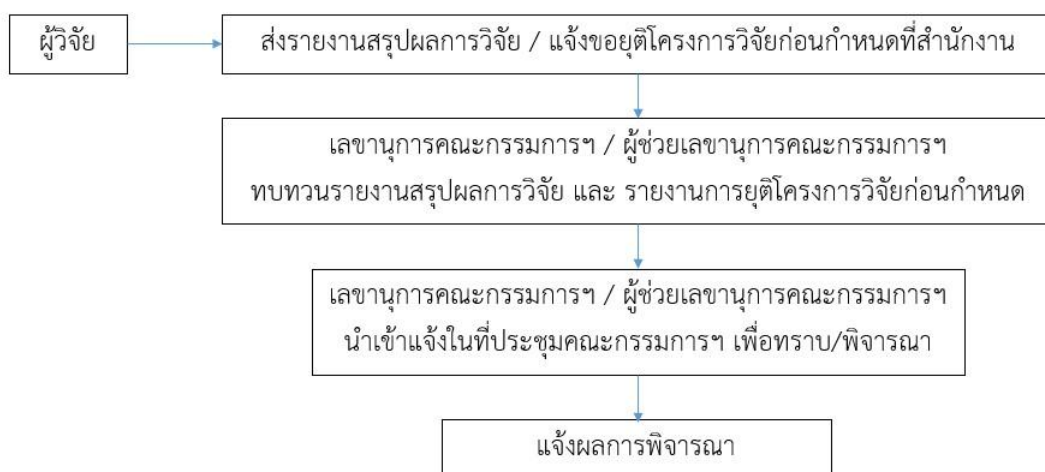 ผู้วิจัย
ส่งรายงานสรุปผลการวิจัย / แจ้งขอยุติโครงการวิจัยก่อนกำหนดที่สำนักงาน
เลขานุการคณะกรรมการฯ / ผู้ช่วยเลขานุการคณะกรรมการฯ
ทบทวนรายงานสรุปผลการวิจัย และ รายงานการยุติโครงการวิจัยก่อนกำหนด
เลขานุการคณะกรรมการฯ / ผู้ช่วยเลขานุการคณะกรรมการฯ
นำเข้าแจ้งในที่ประชุมคณะกรรมการฯ เพื่อทราบ/พิจารณา
แจ้งผลการพิจารณา